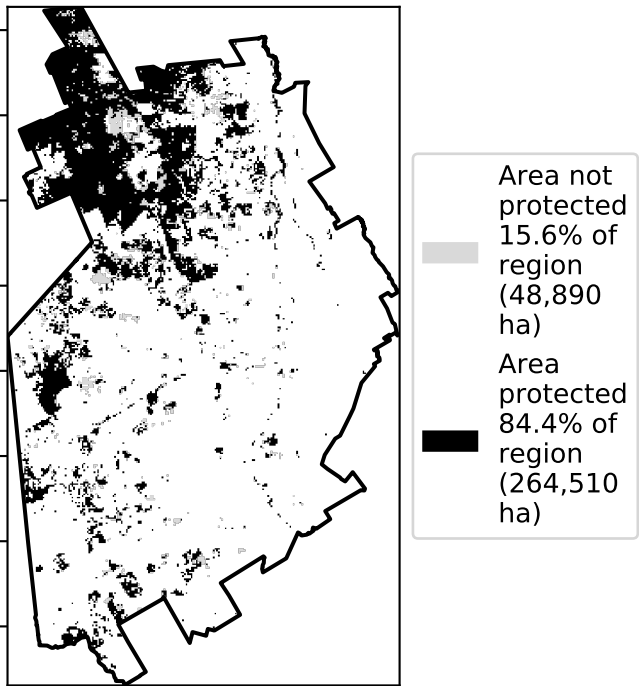 Area not
protected
15.6% of
region
(48,890
ha)
Area
protected
84.4% of
region
(264,510
ha)